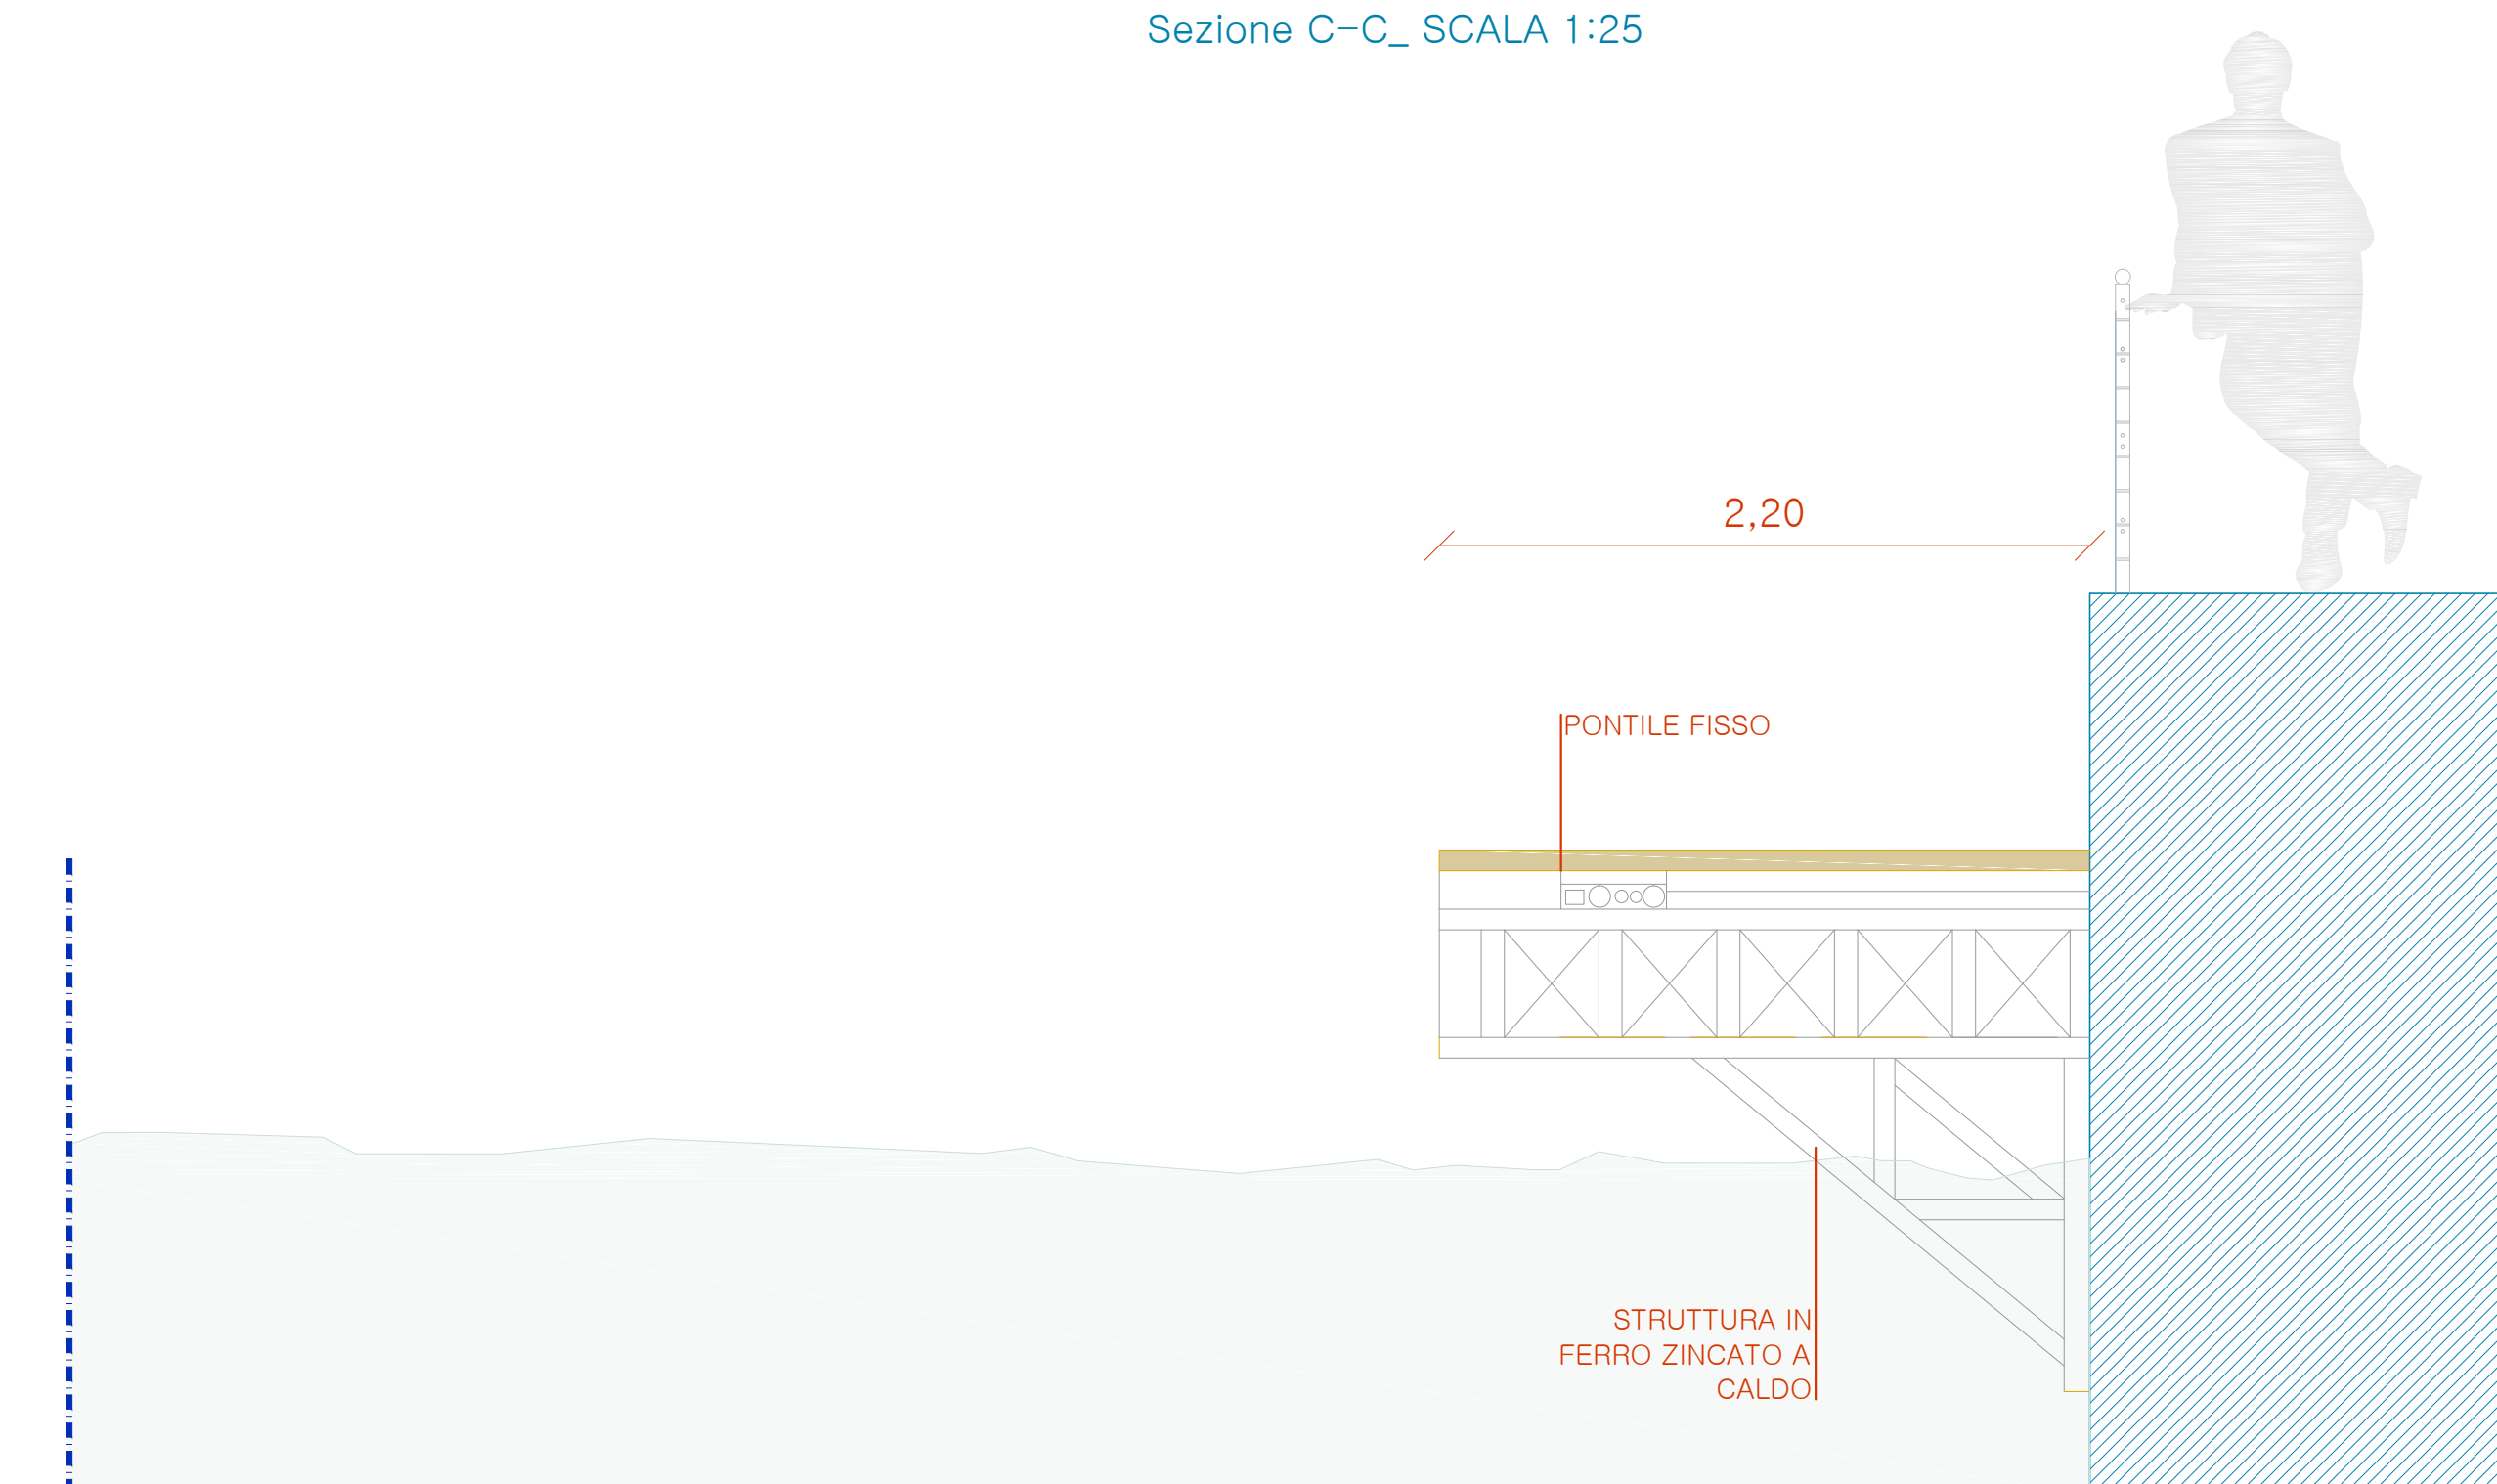 Sezione C-C_ SCALA 1:25
2,20
PONTILE FISSO
STRUTTURA IN
FERRO ZINCATO A
CALDO